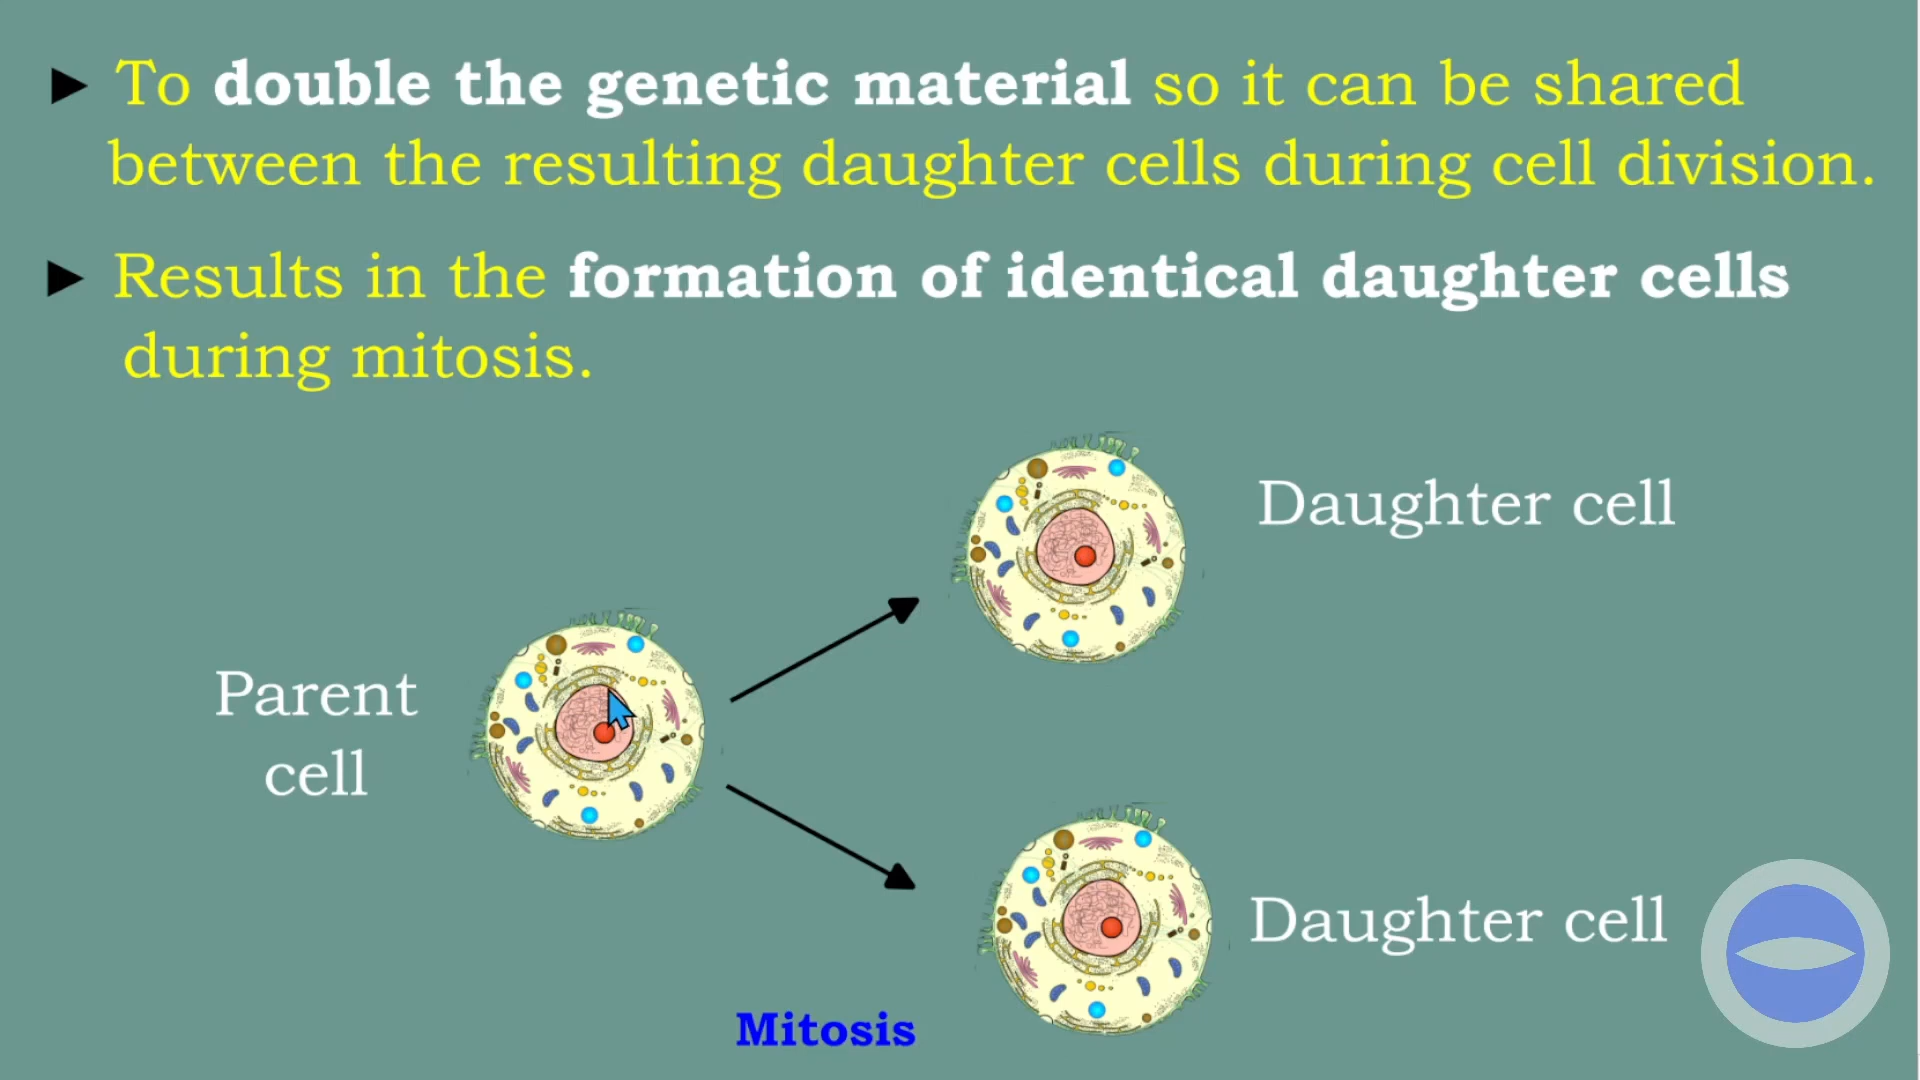 ► To double the genetic material so it can be shared
between the resulting daughter cells during cell division.
► Results in the formation of identical daughter cells
during mitosis.
Daughter cell
Parent
cell
Daughter cell
Mitosis